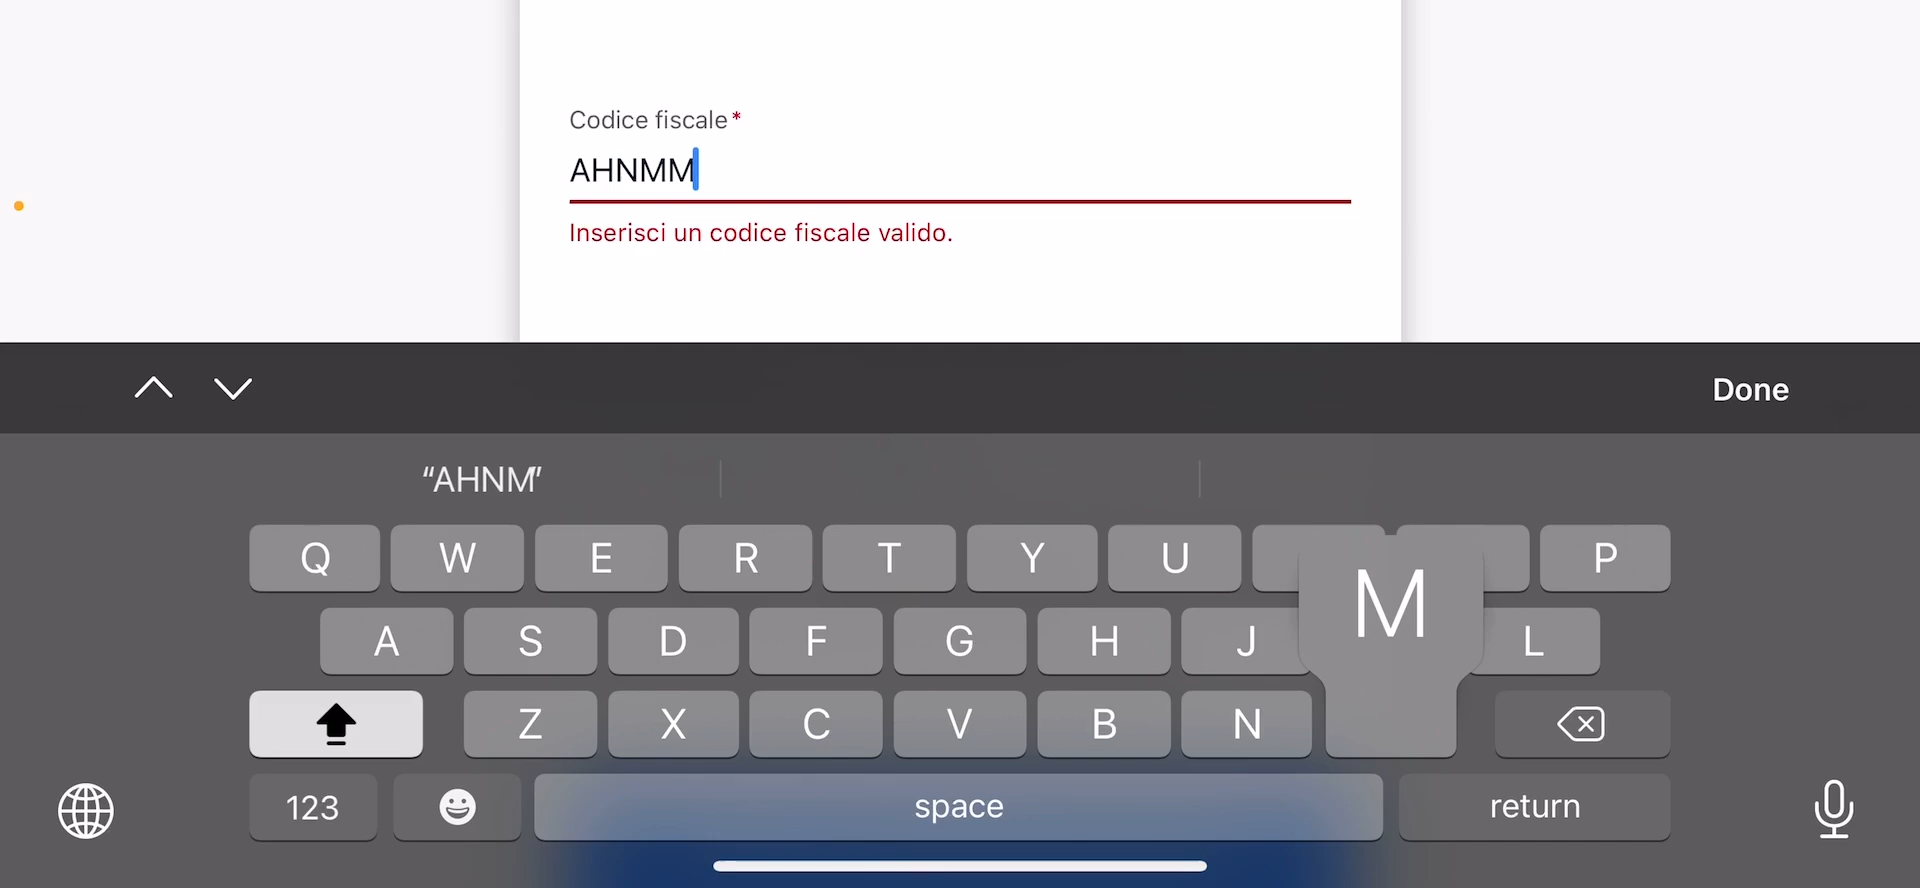 Codice fiscale*
AHNMM
Inserisci un codice fiscale valido.
Done
“AHNM”
Q W E R T Y U P
A S D F G H J L
M
Z X C V B N
123 space return